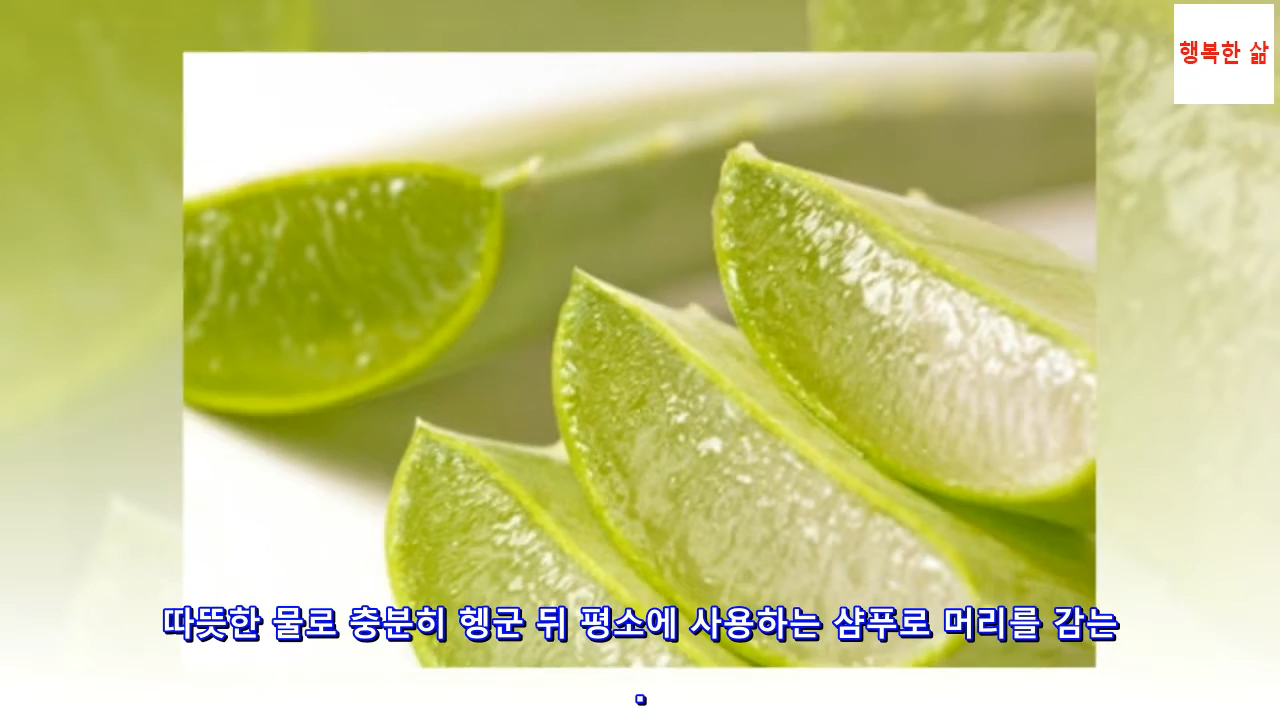 행복한 삶
따뜻한 물로 충분히 헹군 뒤 평소에 사용하는 샴푸로 머리를 감는
.